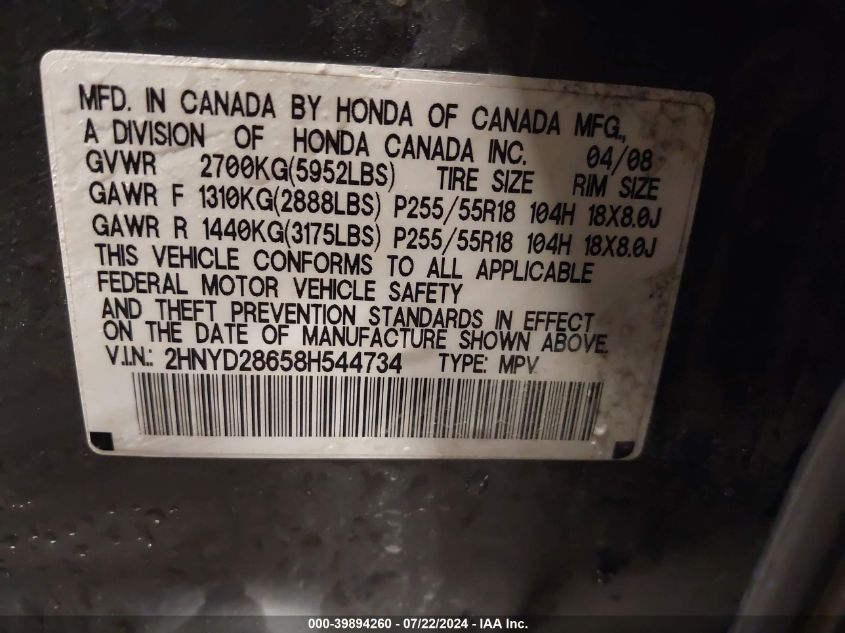 MFD. IN CANADA BY HONDA OF CANADA MFG.,
A DIVISION OF HONDA CANADA INC. 04/08
GVWR 2700KG(5952LBS) TIRE SIZE RIM SIZE
GAWR F 1310KG(2888LBS) P255/55R18 104H 18X8.0J
GAWR R 1440KG(3175LBS) P255/55R18 104H 18X8.0J
THIS VEHICLE CONFORMS TO ALL APPLICABLE
FEDERAL MOTOR VEHICLE SAFETY
AND THEFT PREVENTION STANDARDS IN EFFECT
ON THE DATE OF MANUFACTURE SHOWN ABOVE.
V.I.N.: 2HNYD28658H544734 TYPE: MPV
000-39894260 - 07/22/2024 - IAA Inc.